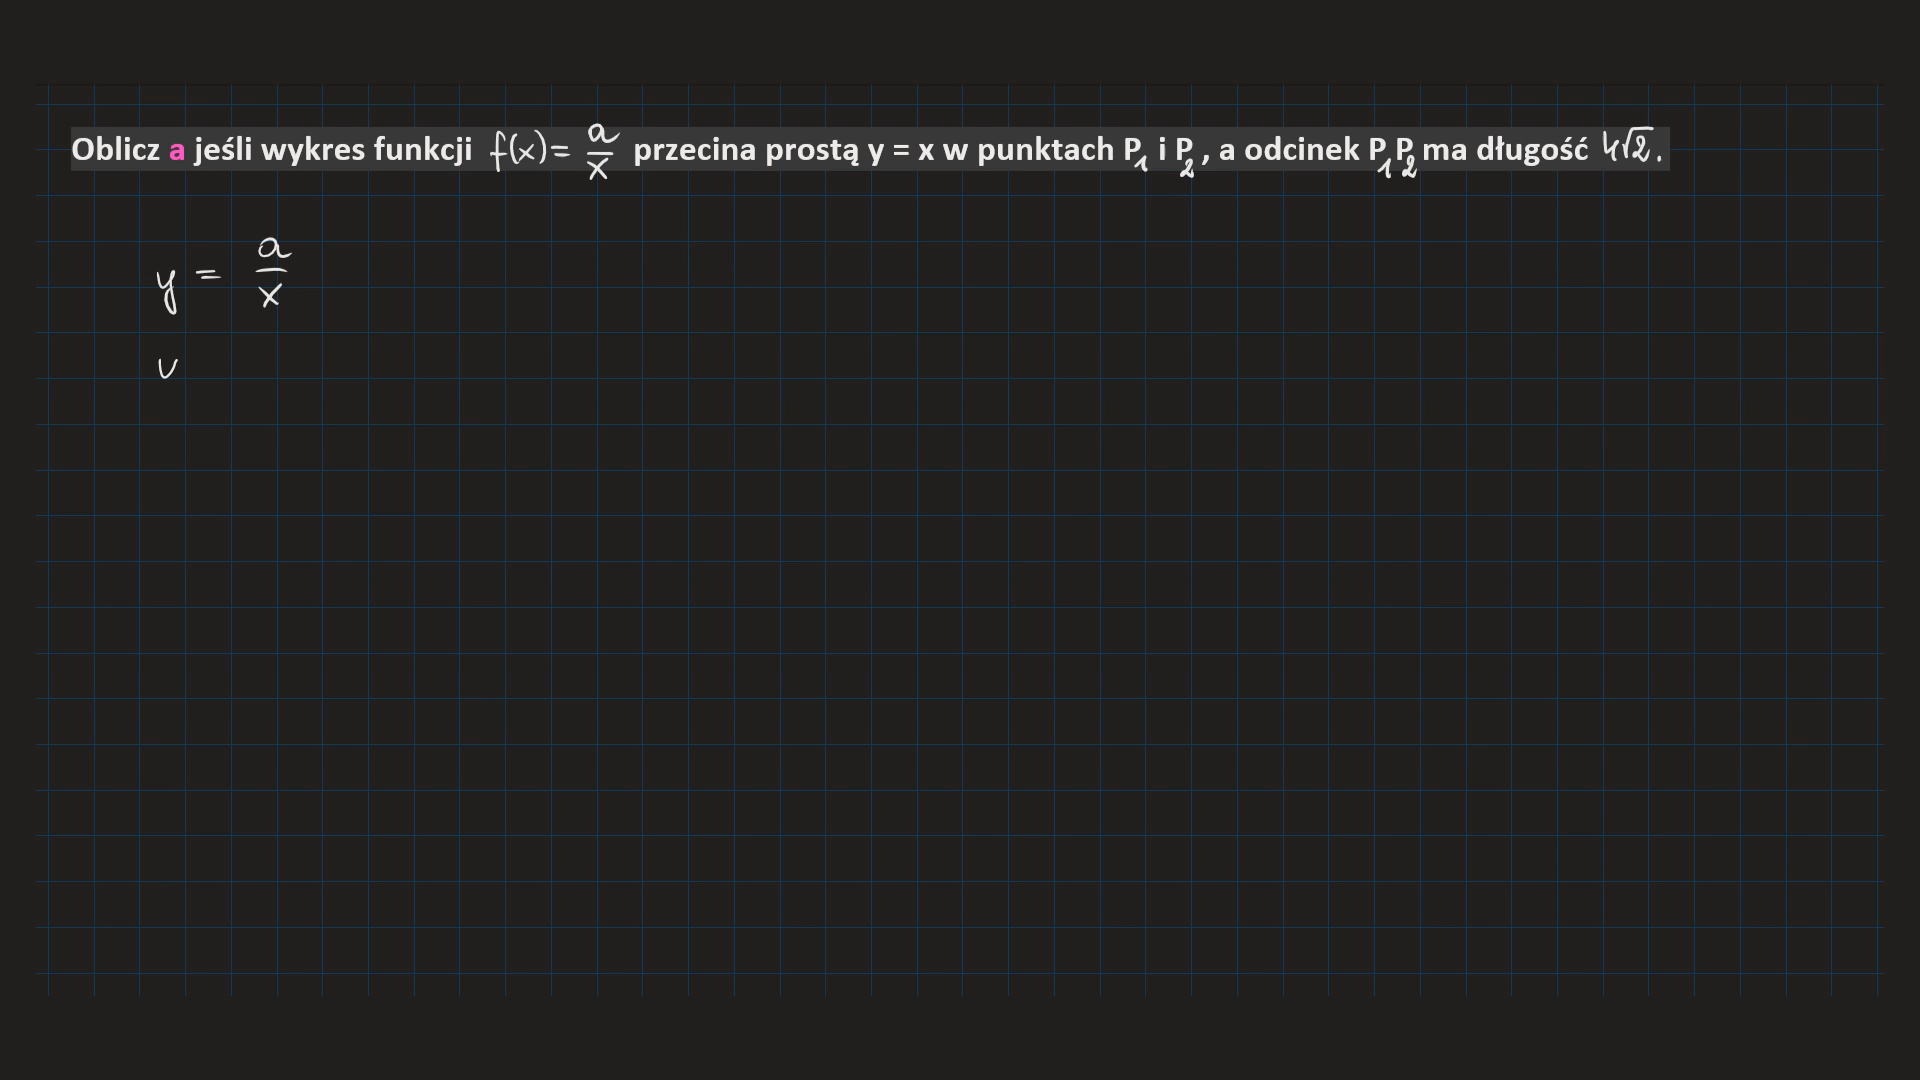 Oblicz a jeśli wykres funkcji f(x) = a/x przecina prostą y = x w punktach P₁ i P₂, a odcinek P₁P₂ ma długość 4√2.
y = a/x